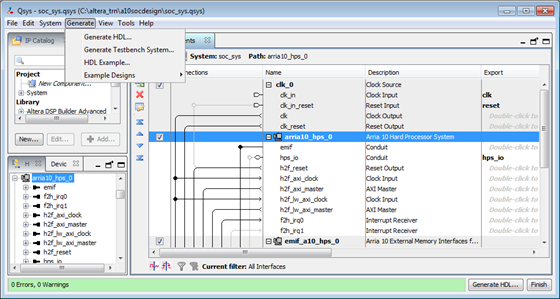 Qsys - soc_sys.qsys (C:\altera_trn\a10socdesign\soc_sys.qsys)
File Edit System Generate View Tools Help
Generate HDL...
Generate Testbench System...
HDL Example...
Example Designs
IP Catalog
Project
New Component...
System
Library
Altera DSP Builder Advanced
New... Edit... Add...
System: soc_sys Path: arria10_hps_0
Name Description Export
clk_0 Clock Source
clk_in Clock Input clk
clk_in_reset Reset Input reset
clk Clock Output Double-click to
clk_reset Reset Output Double-click to
arria10_hps_0 Arria 10 Hard Processor System
emif Conduit Double-click to
hps_io Conduit hps_io
h2f_reset Reset Output Double-click to
h2f_axi_clock Clock Input Double-click to
h2f_axi_master AXI Master Double-click to
h2f_lw_axi_clock Clock Input Double-click to
h2f_lw_axi_master AXI Master Double-click to
f2h_irq0 Interrupt Receiver Double-click to
f2h_irq1 Interrupt Receiver Double-click to
emif_a10_hps_0 Arria 10 External Memory Interfaces f...
H Devic
arria10_hps_0
emif
f2h_irq0
f2h_irq1
h2f_axi_clock
h2f_axi_master
h2f_lw_axi_clock
h2f_lw_axi_master
h2f_reset
hps_io
Current filter: All Interfaces
0 Errors, 0 Warnings
Generate HDL... Finish